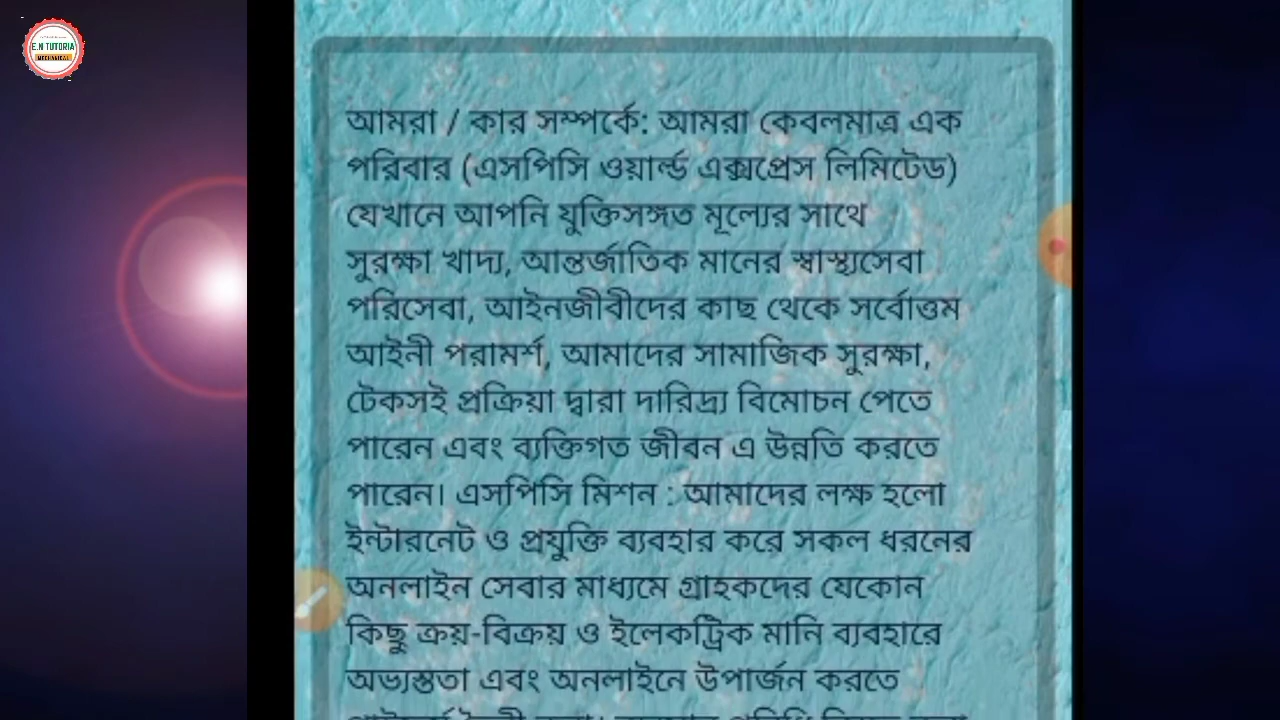 E.N TUTORIA
MECHANICAL
আমরা / কার সম্পর্কে: আমরা কেবলমাত্র এক
পরিবার (এসপিসি ওয়ার্ল্ড এক্সপ্রেস লিমিটেড)
যেখানে আপনি যুক্তিসঙ্গত মূল্যের সাথে
সুরক্ষা খাদ্য, আন্তর্জাতিক মানের স্বাস্থ্যসেবা
পরিসেবা, আইনজীবীদের কাছ থেকে সর্বোত্তম
আইনী পরামর্শ, আমাদের সামাজিক সুরক্ষা,
টেকসই প্রক্রিয়া দ্বারা দারিদ্র্য বিমোচন পেতে
পারেন এবং ব্যক্তিগত জীবন এ উন্নতি করতে
পারেন। এসপিসি মিশন : আমাদের লক্ষ হলো
ইন্টারনেট ও প্রযুক্তি ব্যবহার করে সকল ধরনের
অনলাইন সেবার মাধ্যমে গ্রাহকদের যেকোন
কিছু ক্রয়-বিক্রয় ও ইলেকট্রিক মানি ব্যবহারে
অভ্যস্ততা এবং অনলাইনে উপার্জন করতে